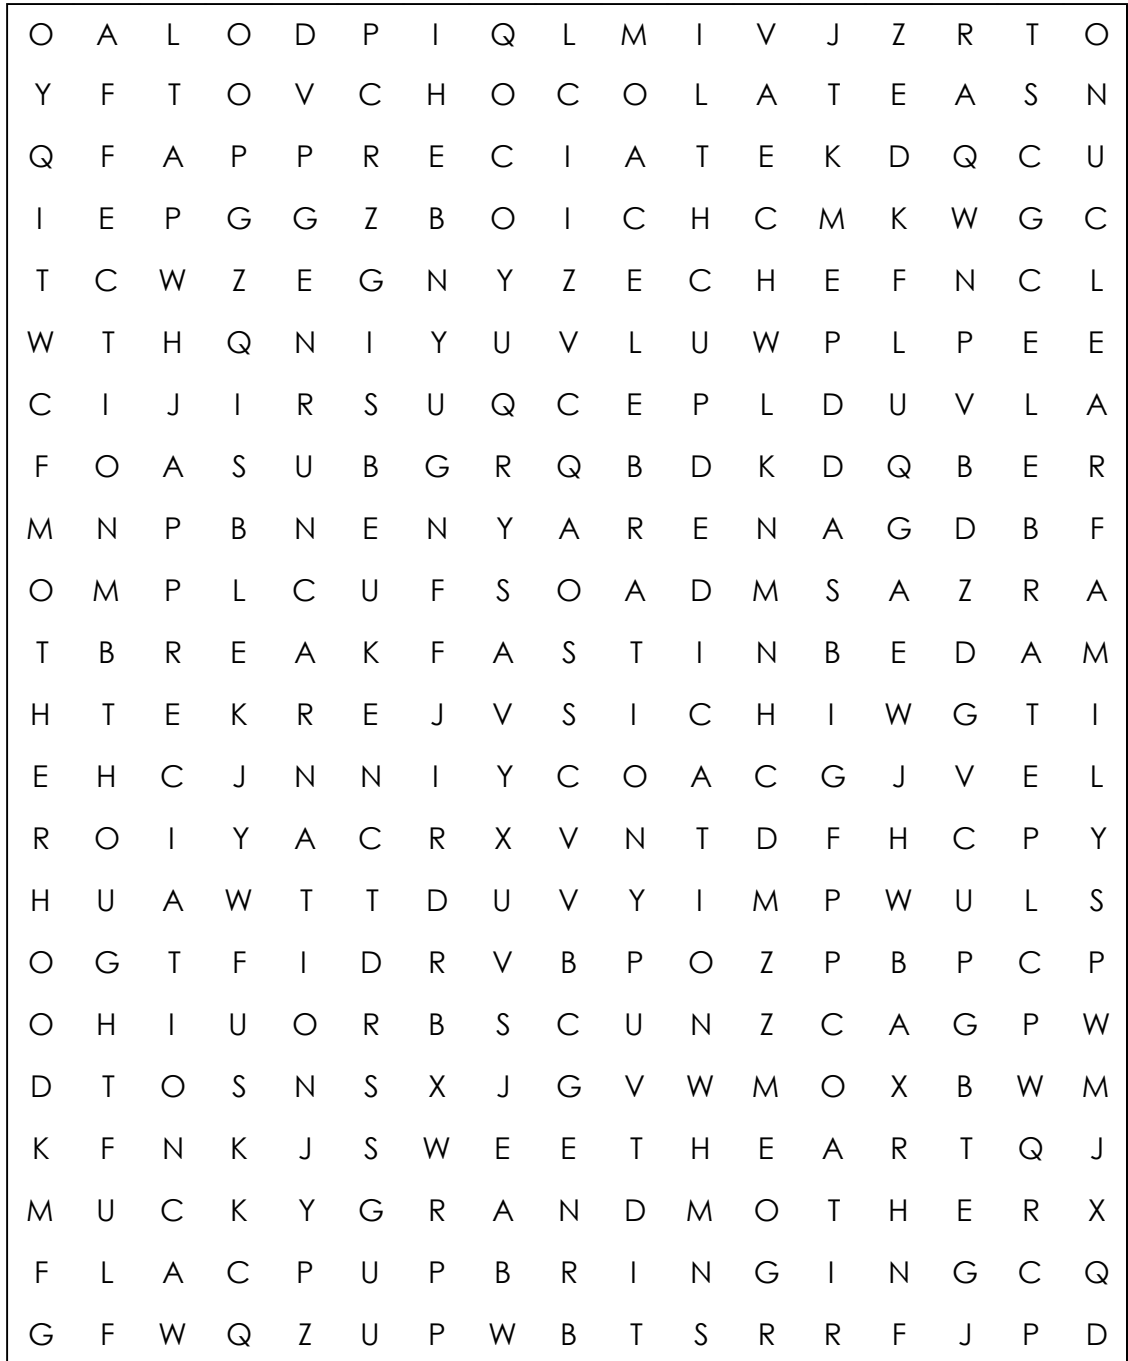 O A L O D P I Q L M I V J Z R T O
Y F T O V C H O C O L A T E A S N
Q F A P P R E C I A T E K D Q C U
I E P G G Z B O I C H C M K W G C
T C W Z E G N Y Z E C H E F N C L
W T H Q N I Y U V L U W P L P E E
C I J I R S U Q C E P L D U V L A
F O A S U B G R Q B D K D Q B E R
M N P B N E N Y A R E N A G D B F
O M P L C U F S O A D M S A Z R A
T B R E A K F A S T I N B E D A M
H T E K R E J V S I C H I W G T I
E H C J N N I Y C O A C G J V E L
R O I Y A C R X V N T D F H C P Y
H U A W T T D U V Y I M P W U L S
O G T F I D R V B P O Z P B P C P
O H I U O R B S C U N Z C A G P W
D T O S N S X J G V W M O X B W M
K F N K J S W E E T H E A R T Q J
M U C K Y G R A N D M O T H E R X
F L A C P U P B R I N G I N G C Q
G F W Q Z U P W B T S R R F J P D